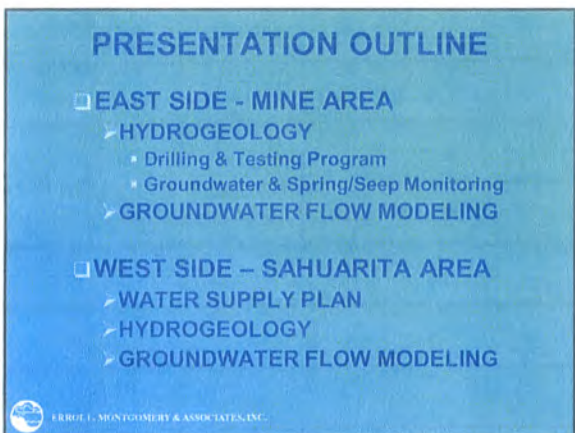 PRESENTATION OUTLINE
❑EAST SIDE - MINE AREA
➢HYDROGEOLOGY
▪ Drilling & Testing Program
▪ Groundwater & Spring/Seep Monitoring
➢GROUNDWATER FLOW MODELING
❑WEST SIDE – SAHUARITA AREA
➢WATER SUPPLY PLAN
➢HYDROGEOLOGY
➢GROUNDWATER FLOW MODELING
ERROL L. MONTGOMERY & ASSOCIATES, INC.